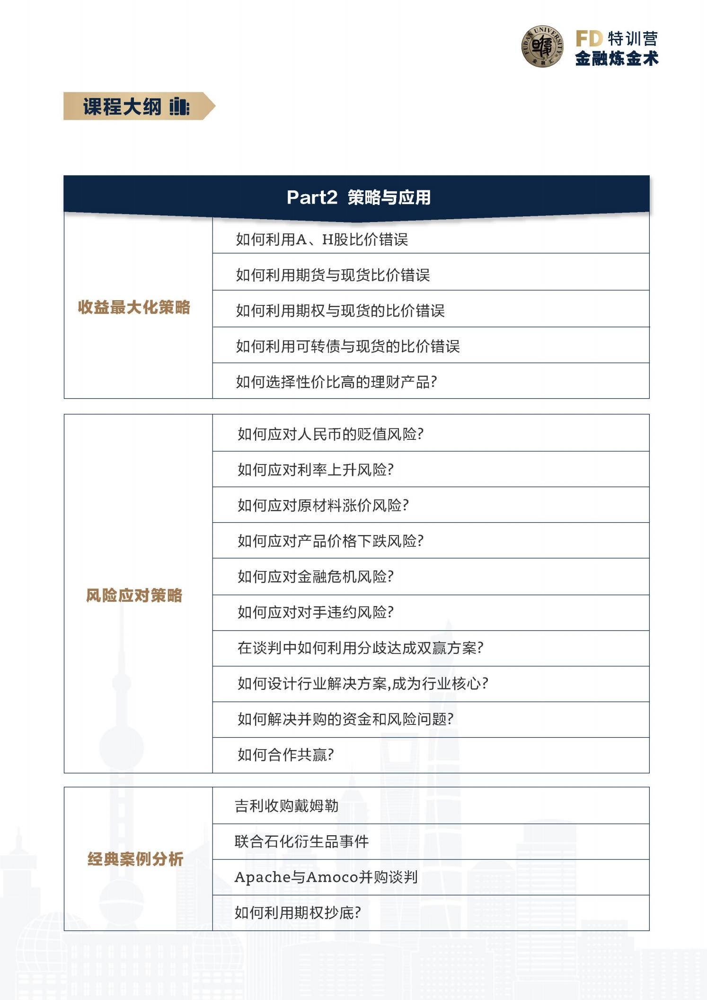 FUDAN UNIVERSITY
金融汇
FD 特训营
金融炼金术
课程大纲
Part2 策略与应用
收益最大化策略
如何利用A、H股比价错误
如何利用期货与现货比价错误
如何利用期权与现货的比价错误
如何利用可转债与现货的比价错误
如何选择性价比高的理财产品?
风险应对策略
如何应对人民币的贬值风险?
如何应对利率上升风险?
如何应对原材料涨价风险?
如何应对产品价格下跌风险?
如何应对金融危机风险?
如何应对对手违约风险?
在谈判中如何利用分歧达成双赢方案?
如何设计行业解决方案,成为行业核心?
如何解决并购的资金和风险问题?
如何合作共赢?
经典案例分析
吉利收购戴姆勒
联合石化衍生品事件
Apache与Amoco并购谈判
如何利用期权抄底?